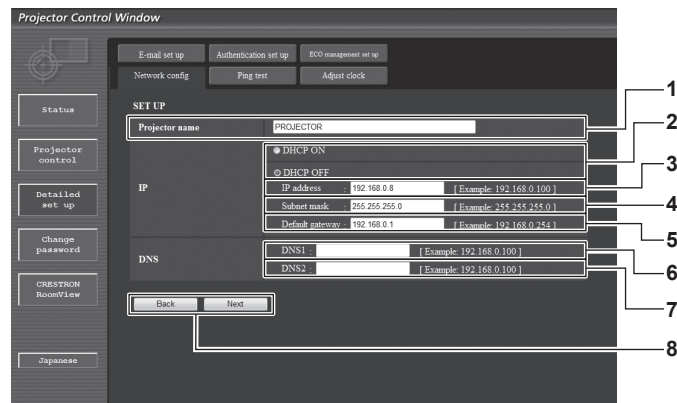 Projector Control Window
E-mail set up
Authentication set up
ECO management set up
Network config
Ping test
Adjust clock
Status
Projector
control
Detailed
set up
Change
password
CRESTRON
RoomView
Japanese
SET UP
Projector name PROJECTOR
IP
DHCP ON
DHCP OFF
IP address : 192.168.0.8 [ Example: 192.168.0.100 ]
Subnet mask : 255.255.255.0 [ Example: 255.255.255.0 ]
Default gateway : 192.168.0.1 [ Example: 192.168.0.254 ]
DNS
DNS1 : [ Example: 192.168.0.100 ]
DNS2 : [ Example: 192.168.0.100 ]
Back Next
1
2
3
4
5
6
7
8